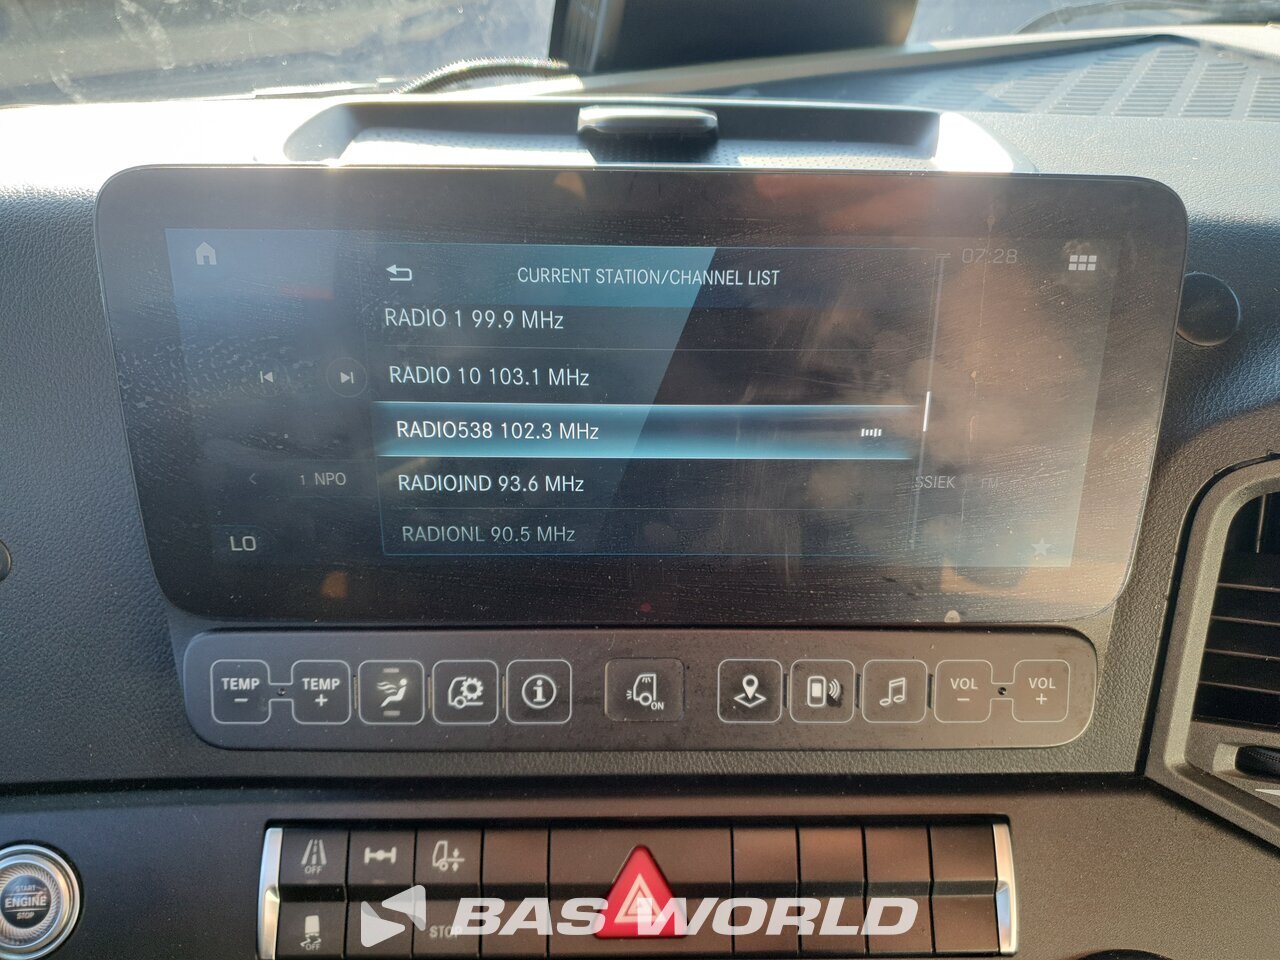 07:28
CURRENT STATION/CHANNEL LIST
RADIO 1 99.9 MHz
RADIO 10 103.1 MHz
RADIO538 102.3 MHz
RADIOJND 93.6 MHz
RADIONL 90.5 MHz
1 NPO
SSIEK
FM
LO
TEMP −
TEMP +
ON
VOL −
VOL +
START ENGINE STOP
OFF
OFF
STOP
BAS WORLD